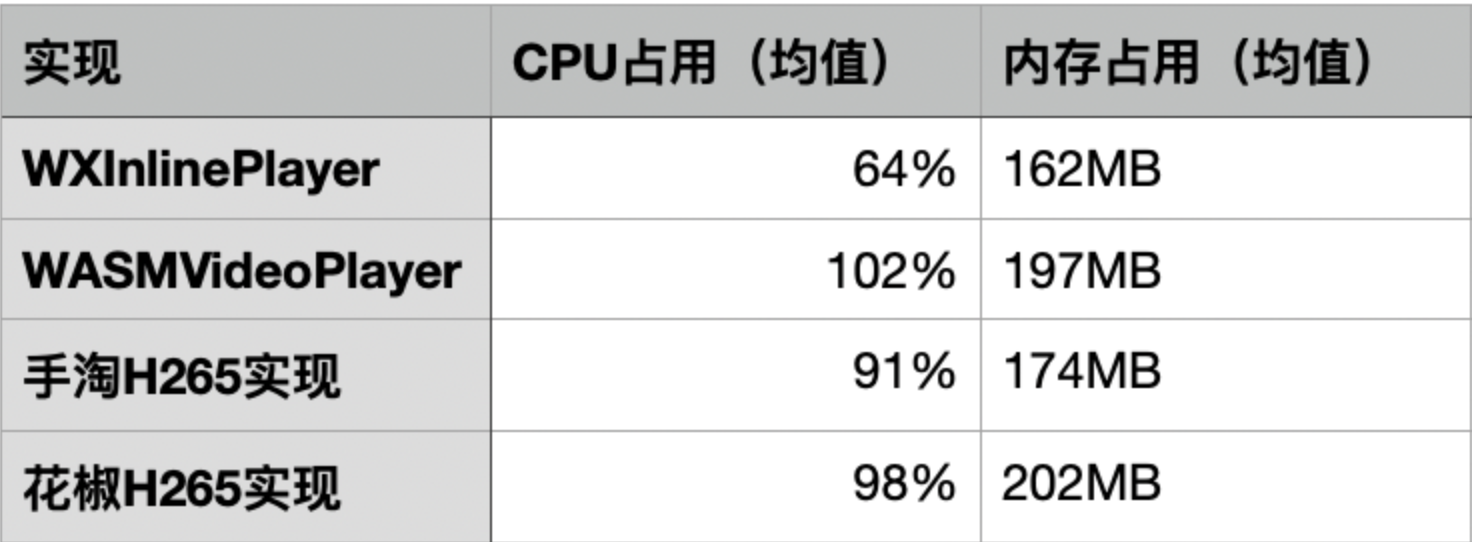 实现 CPU占用（均值） 内存占用（均值）
WXInlinePlayer 64% 162MB
WASMVideoPlayer 102% 197MB
手淘H265实现 91% 174MB
花椒H265实现 98% 202MB